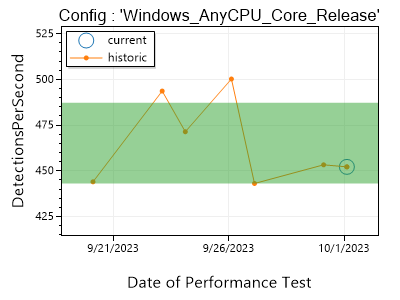 Config : 'Windows_AnyCPU_Core_Release'
current
historic
DetectionsPerSecond
525
500
475
450
425
9/21/2023
9/26/2023
10/1/2023
Date of Performance Test